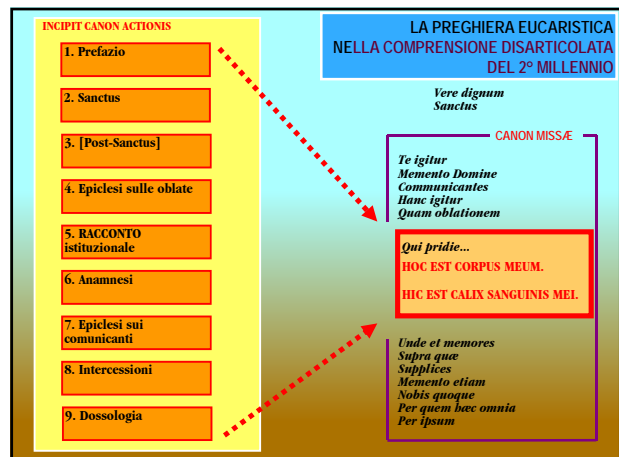 INCIPIT CANON ACTIONIS
1. Prefazio
2. Sanctus
3. [Post-Sanctus]
4. Epiclesi sulle oblate
5. RACCONTO
istituzionale
6. Anamnesi
7. Epiclesi sui
comunicanti
8. Intercessioni
9. Dossologia
LA PREGHIERA EUCARISTICA
NELLA COMPRENSIONE DISARTICOLATA
DEL 2º MILLENNIO
Vere dignum
Sanctus
CANON MISSÆ
Te igitur
Memento Domine
Communicantes
Hanc igitur
Quam oblationem
Qui pridie...
HOC EST CORPUS MEUM.
HIC EST CALIX SANGUINIS MEI.
Unde et memores
Supra quæ
Supplices
Memento etiam
Nobis quoque
Per quem hæc omnia
Per ipsum